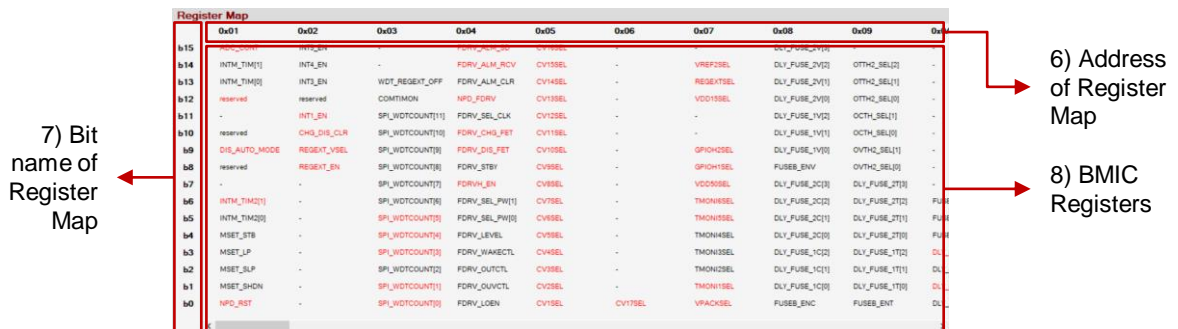 Register Map
0x01 0x02 0x03 0x04 0x05 0x06 0x07 0x08 0x09
b15 ADC_CONT INT5_EN - FDRV_ALM_SD CV16SEL - - DLY_FUSE_2V[3] - -
b14 INTM_TIM[1] INT4_EN - FDRV_ALM_RCV CV15SEL - VREF2SEL DLY_FUSE_2V[2] OTTH2_SEL[2] -
b13 INTM_TIM[0] INT3_EN WDT_REGEXT_OFF FDRV_ALM_CLR CV14SEL - REGEXTSEL DLY_FUSE_2V[1] OTTH2_SEL[1] -
b12 reserved reserved COMTIMON NPD_FDRV CV13SEL - VDD15SEL DLY_FUSE_2V[0] OTTH2_SEL[0] -
b11 - INT1_EN SPI_WDTCOUNT[11] FDRV_SEL_CLK CV12SEL - - DLY_FUSE_1V[2] OCTH_SEL[1] -
b10 reserved CHG_DIS_CLR SPI_WDTCOUNT[10] FDRV_CHG_FET CV11SEL - - DLY_FUSE_1V[1] OCTH_SEL[0] -
b9 DIS_AUTO_MODE REGEXT_VSEL SPI_WDTCOUNT[9] FDRV_DIS_FET CV10SEL - GPIOH2SEL DLY_FUSE_1V[0] OVTH2_SEL[1] -
b8 reserved REGEXT_EN SPI_WDTCOUNT[8] FDRV_STBY CV9SEL - GPIOH1SEL FUSEB_ENV OVTH2_SEL[0] -
b7 - - SPI_WDTCOUNT[7] FDRVH_EN CV8SEL - VDD50SEL DLY_FUSE_2C[3] DLY_FUSE_2T[3] -
b6 INTM_TIM2[1] - SPI_WDTCOUNT[6] FDRV_SEL_PW[1] CV7SEL - TMONI6SEL DLY_FUSE_2C[2] DLY_FUSE_2T[2]
b5 INTM_TIM2[0] - SPI_WDTCOUNT[5] FDRV_SEL_PW[0] CV6SEL - TMONI5SEL DLY_FUSE_2C[1] DLY_FUSE_2T[1]
b4 MSET_STB - SPI_WDTCOUNT[4] FDRV_LEVEL CV5SEL - TMONI4SEL DLY_FUSE_2C[0] DLY_FUSE_2T[0]
b3 MSET_LP - SPI_WDTCOUNT[3] FDRV_WAKECTL CV4SEL - TMONI3SEL DLY_FUSE_1C[2] DLY_FUSE_1T[2]
b2 MSET_SLP - SPI_WDTCOUNT[2] FDRV_OUTCTL CV3SEL - TMONI2SEL DLY_FUSE_1C[1] DLY_FUSE_1T[1]
b1 MSET_SHDN - SPI_WDTCOUNT[1] FDRV_OUVCTL CV2SEL - TMONI1SEL DLY_FUSE_1C[0] DLY_FUSE_1T[0]
b0 NPD_RST - SPI_WDTCOUNT[0] FDRV_LOEN CV1SEL CV17SEL VPACKSEL FUSEB_ENC FUSEB_ENT
7) Bit
name of
Register
Map
6) Address
of Register
Map
8) BMIC
Registers